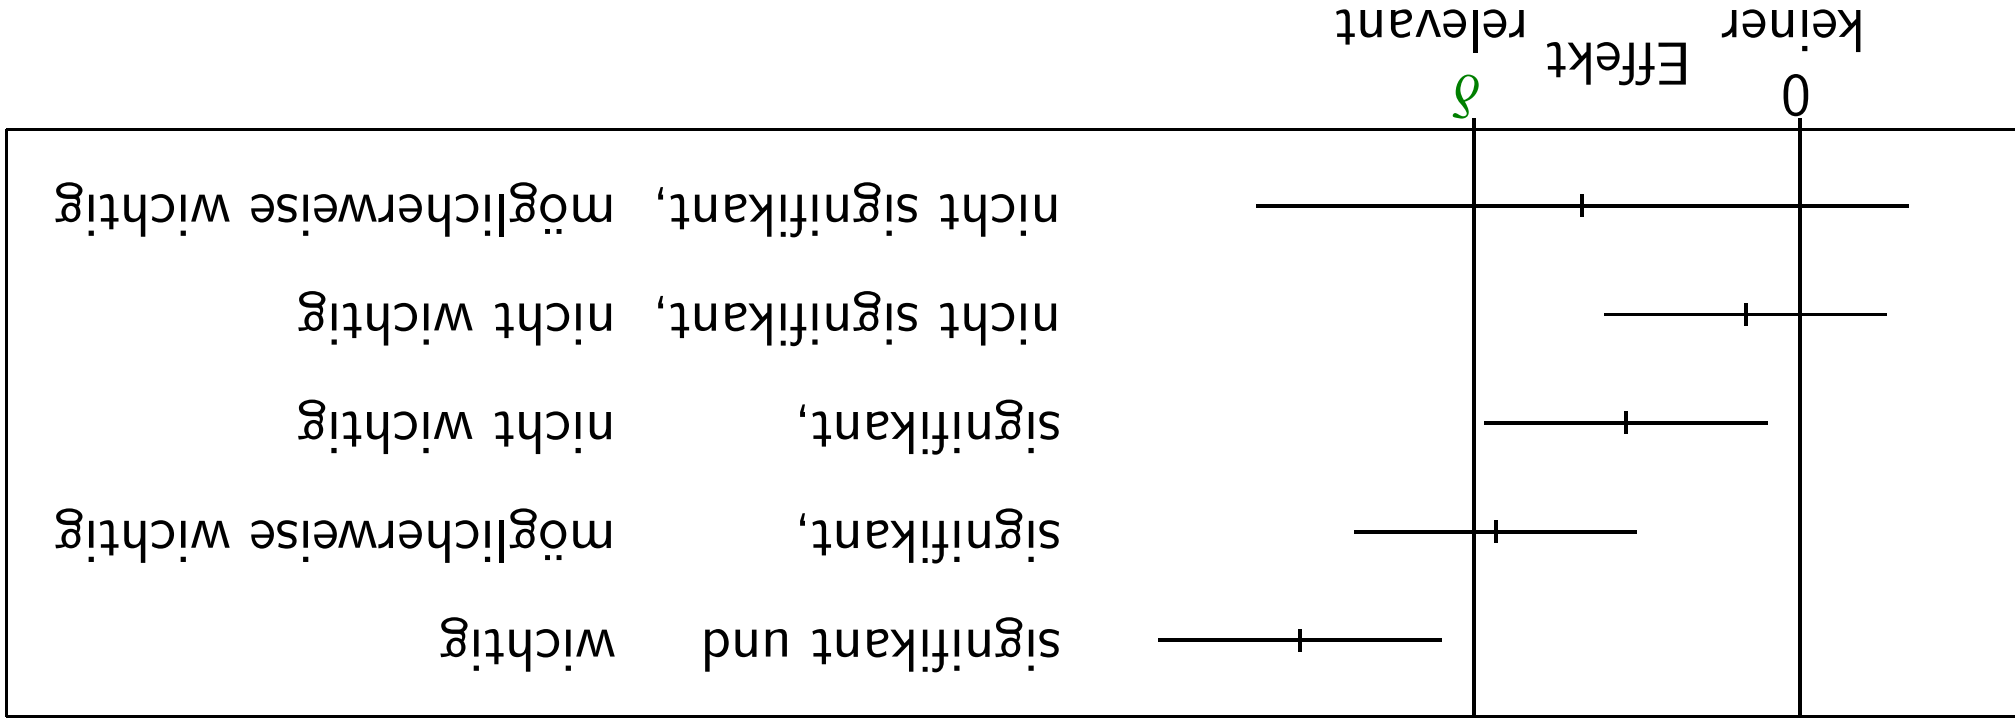 signifikant und wichtig
signifikant, möglicherweise wichtig
signifikant, nicht wichtig
nicht signifikant, nicht wichtig
nicht signifikant, möglicherweise wichtig
0 δ
Effekt
keiner relevant